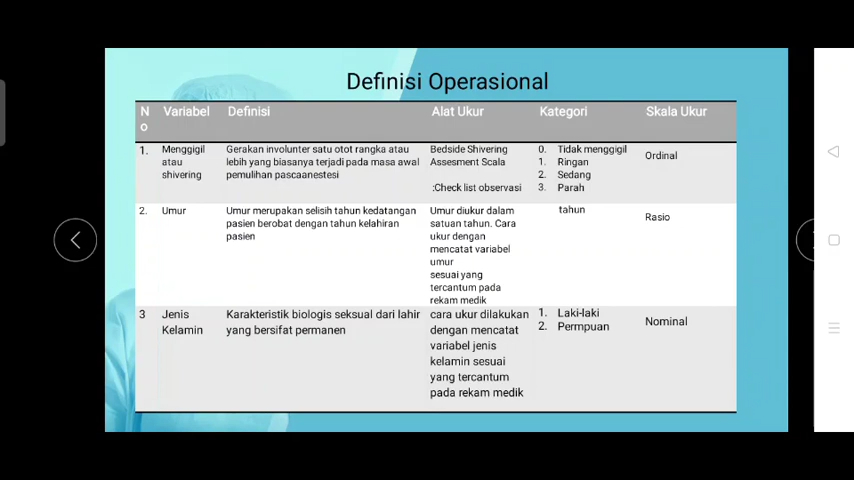 Definisi Operasional
N
o
Variabel
Definisi
Alat Ukur
Kategori
Skala Ukur
1.
Menggigil
atau
shivering
Gerakan involunter satu otot rangka atau
lebih yang biasanya terjadi pada masa awal
pemulihan pascaanestesi
Bedside Shivering
Assesment Scala
:Check list observasi
0. Tidak menggigil
1. Ringan
2. Sedang
3. Parah
Ordinal
2.
Umur
Umur merupakan selisih tahun kedatangan
pasien berobat dengan tahun kelahiran
pasien
Umur diukur dalam
satuan tahun. Cara
ukur dengan
mencatat variabel
umur
sesuai yang
tercantum pada
rekam medik
tahun
Rasio
3
Jenis
Kelamin
Karakteristik biologis seksual dari lahir
yang bersifat permanen
cara ukur dilakukan
dengan mencatat
variabel jenis
kelamin sesuai
yang tercantum
pada rekam medik
1. Laki-laki
2. Permpuan
Nominal